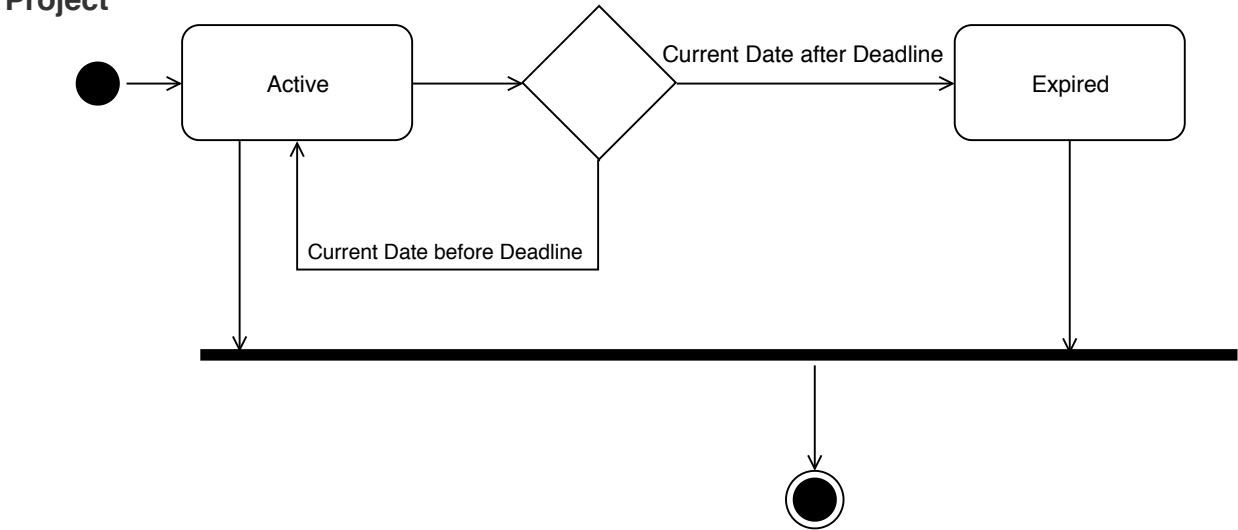 Project
Active
Current Date after Deadline
Expired
Current Date before Deadline